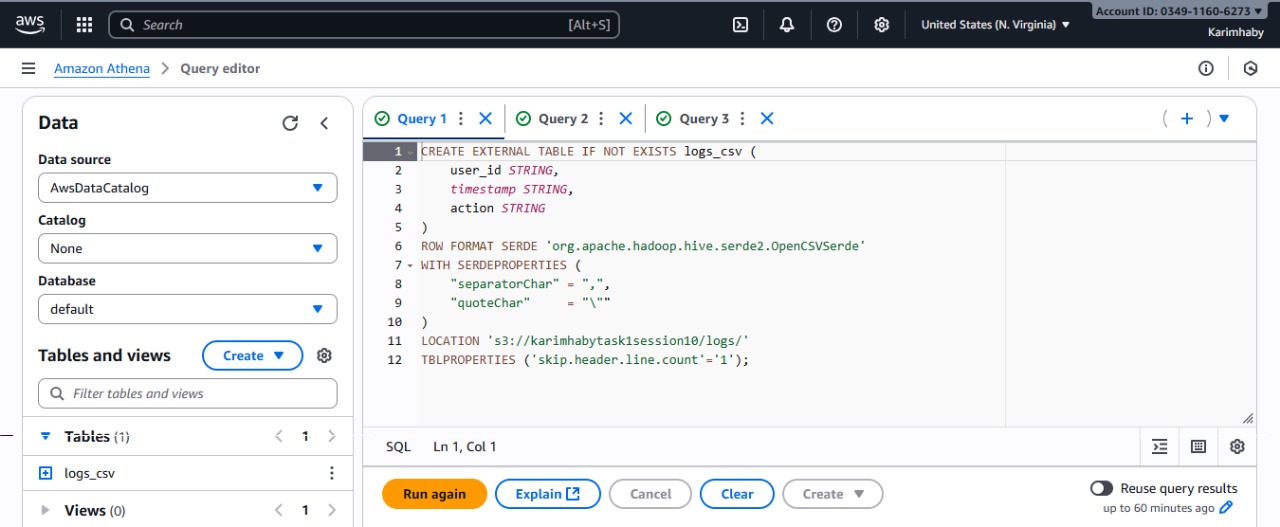 aws
Search
[Alt+S]
United States (N. Virginia)
Account ID: 0349-1160-6273
Karimhaby
Amazon Athena > Query editor
Data
Data source
AwsDataCatalog
Catalog
None
Database
default
Tables and views
Create
Filter tables and views
Tables (1)
< 1 >
logs_csv
Views (0)
< 1 >
Query 1
Query 2
Query 3
1 CREATE EXTERNAL TABLE IF NOT EXISTS logs_csv (
2 user_id STRING,
3 timestamp STRING,
4 action STRING
5 )
6 ROW FORMAT SERDE 'org.apache.hadoop.hive.serde2.OpenCSVSerde'
7 WITH SERDEPROPERTIES (
8 "separatorChar" = ",",
9 "quoteChar"     = "\""
10 )
11 LOCATION 's3://karimhabytask1session10/logs/'
12 TBLPROPERTIES ('skip.header.line.count'='1');
SQL
Ln 1, Col 1
Run again
Explain
Cancel
Clear
Create
Reuse query results
up to 60 minutes ago